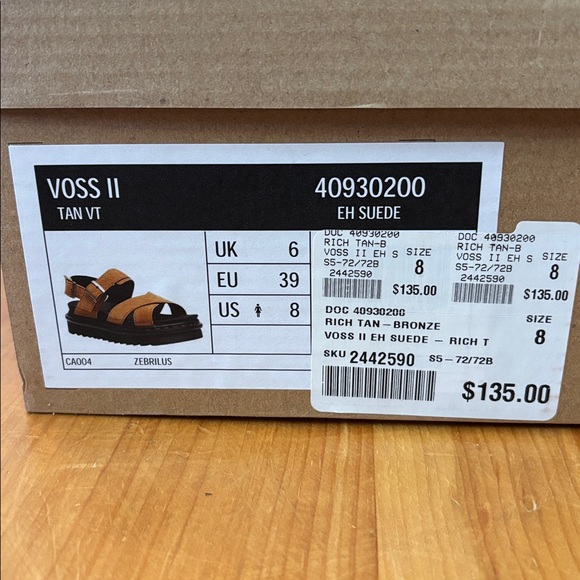 VOSS II 40930200
TAN VT EH SUEDE
UK 6
EU 39
US 8
CA004 ZEBRILUS
DOC 40930200
RICH TAN-B
VOSS II EH S SIZE
S5-72/72B 8
2442590
$135.00
DOC 40930200
RICH TAN-B
VOSS II EH S SIZE
S5-72/72B 8
2442590
$135.00
DOC 40930200
RICH TAN-BRONZE SIZE
VOSS II EH SUEDE - RICH T 8
SKU 2442590 S5-72/72B
$135.00